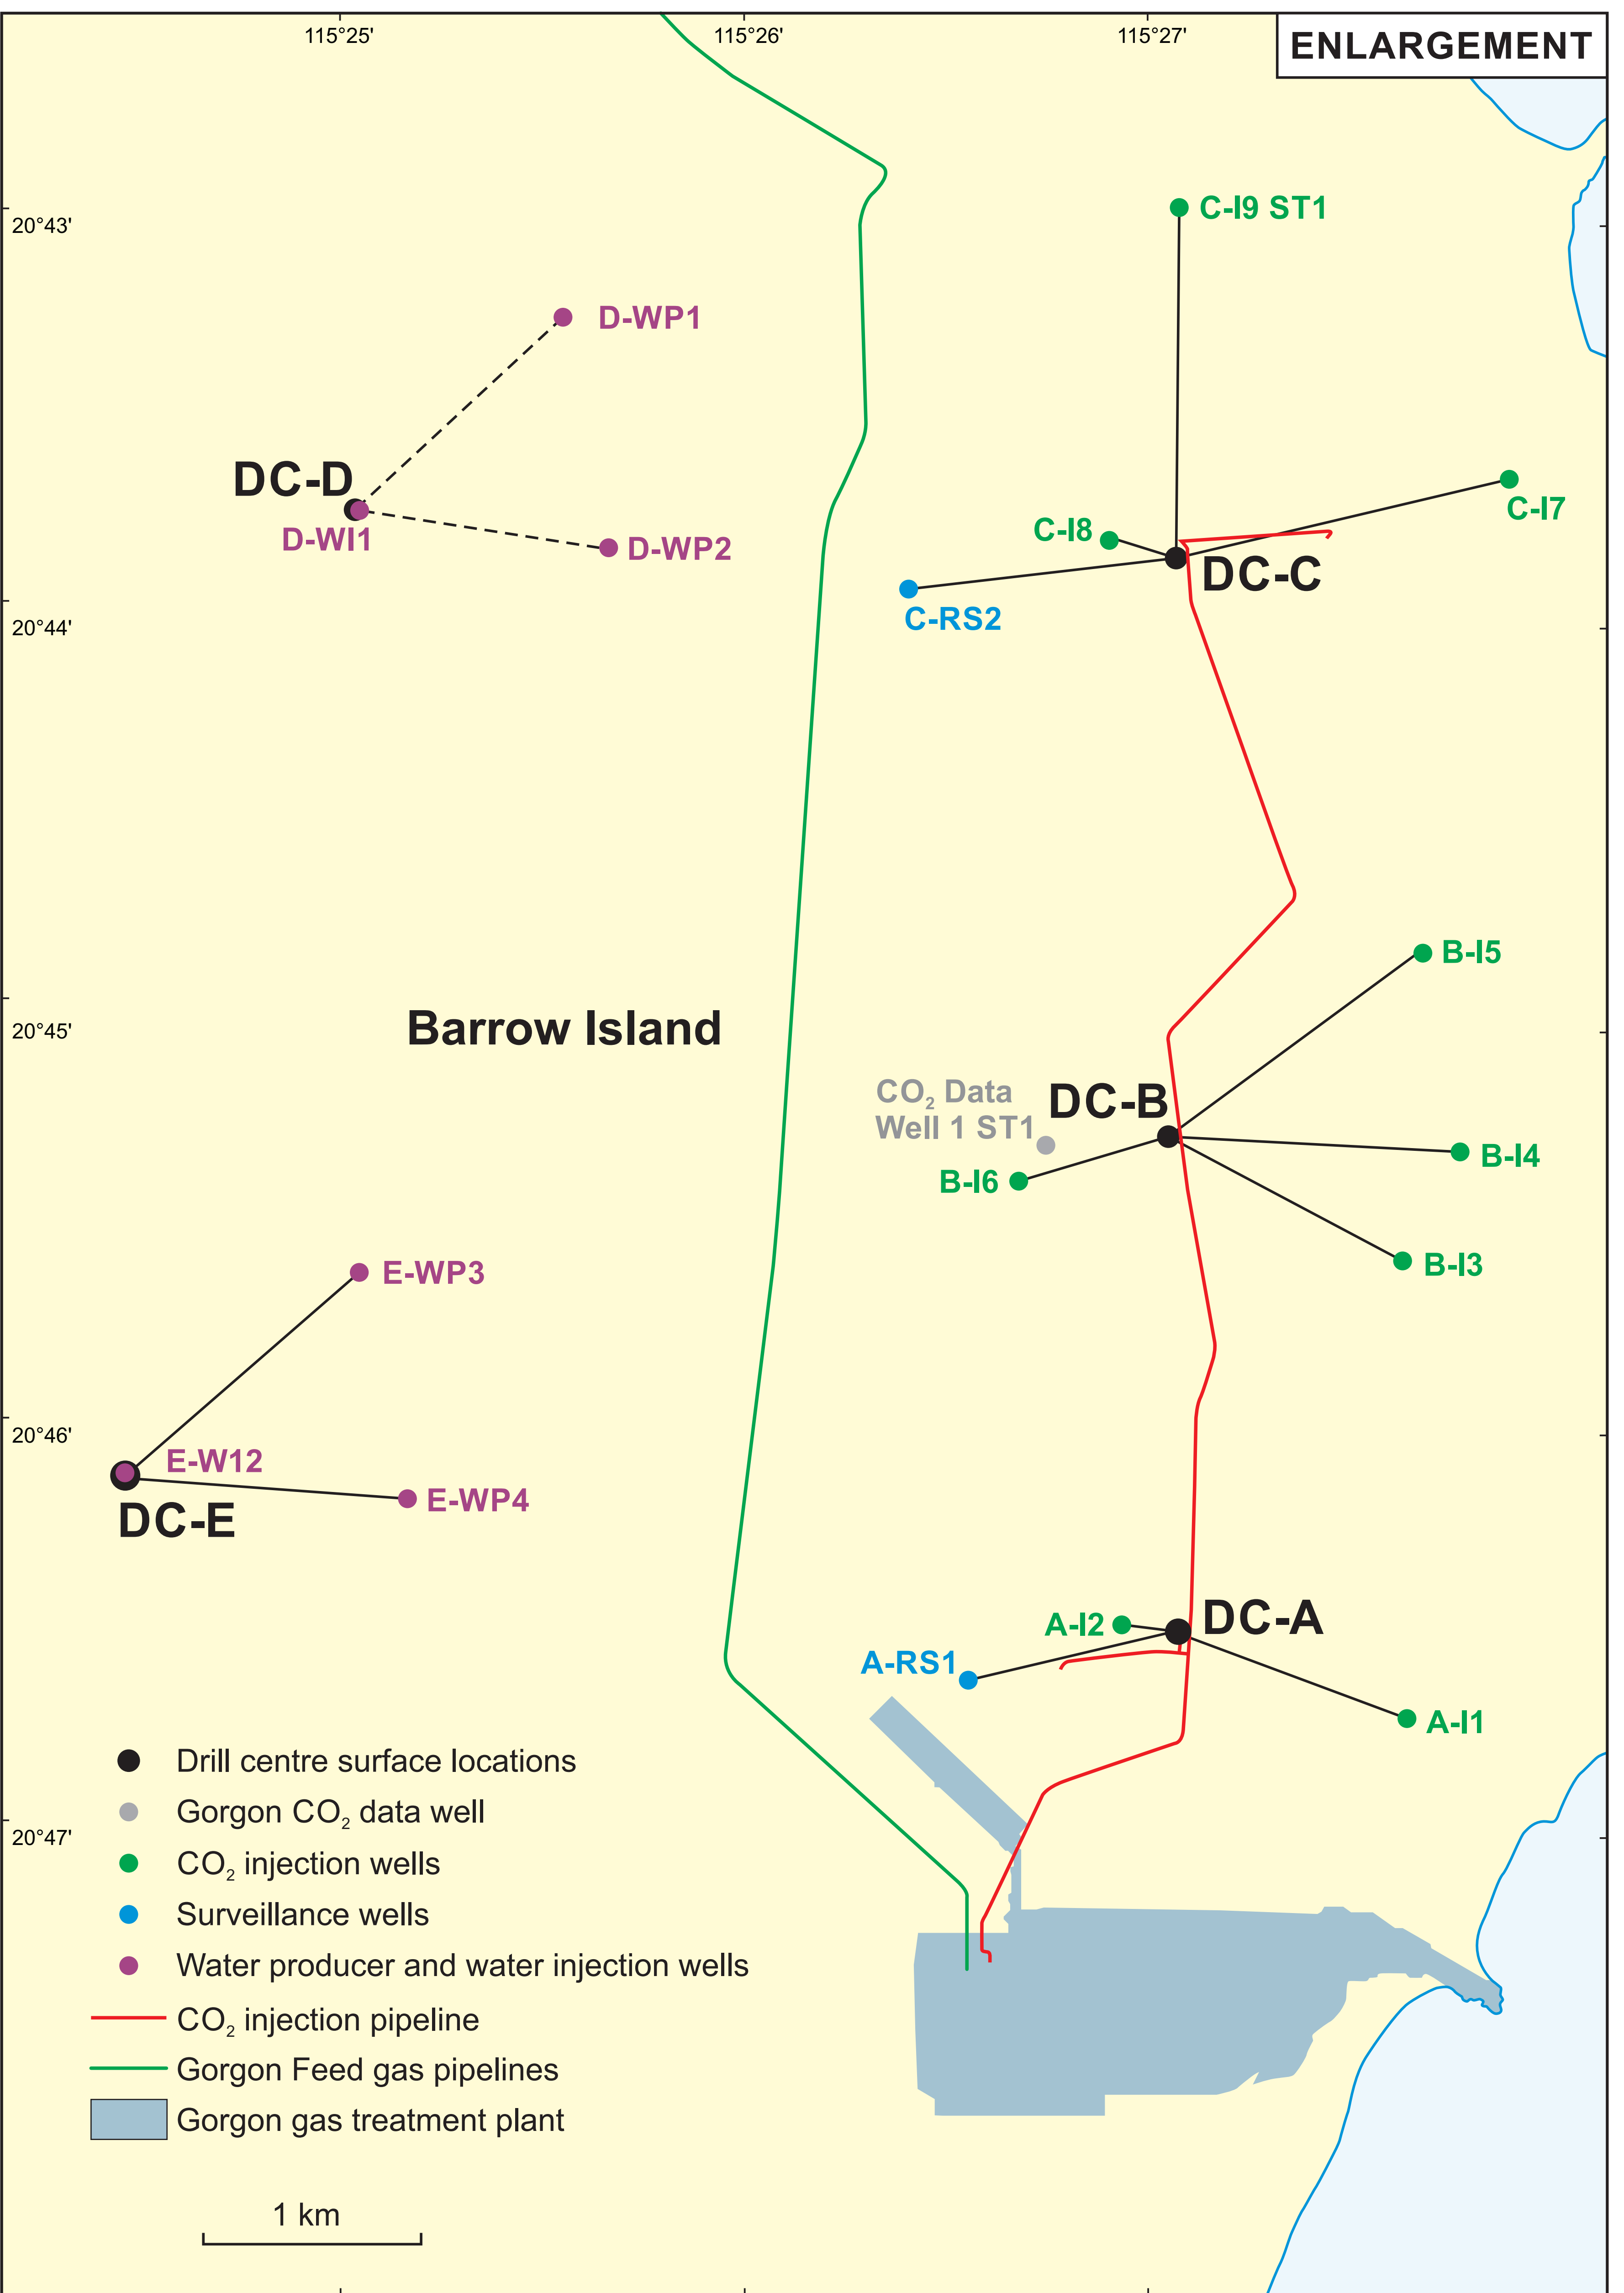 115°25'
115°26'
115°27'
ENLARGEMENT
C-I9 ST1
20°43'
D-WP1
DC-D
C-I7
C-I8
D-WI1
D-WP2
DC-C
C-RS2
20°44'
B-I5
Barrow Island
20°45'
CO₂ Data
Well 1 ST1
DC-B
B-I4
B-I6
B-I3
E-WP3
20°46'
E-W12
E-WP4
DC-E
A-I2
DC-A
A-RS1
A-I1
Drill centre surface locations
Gorgon CO₂ data well
20°47'
CO₂ injection wells
Surveillance wells
Water producer and water injection wells
CO₂ injection pipeline
Gorgon Feed gas pipelines
Gorgon gas treatment plant
1 km